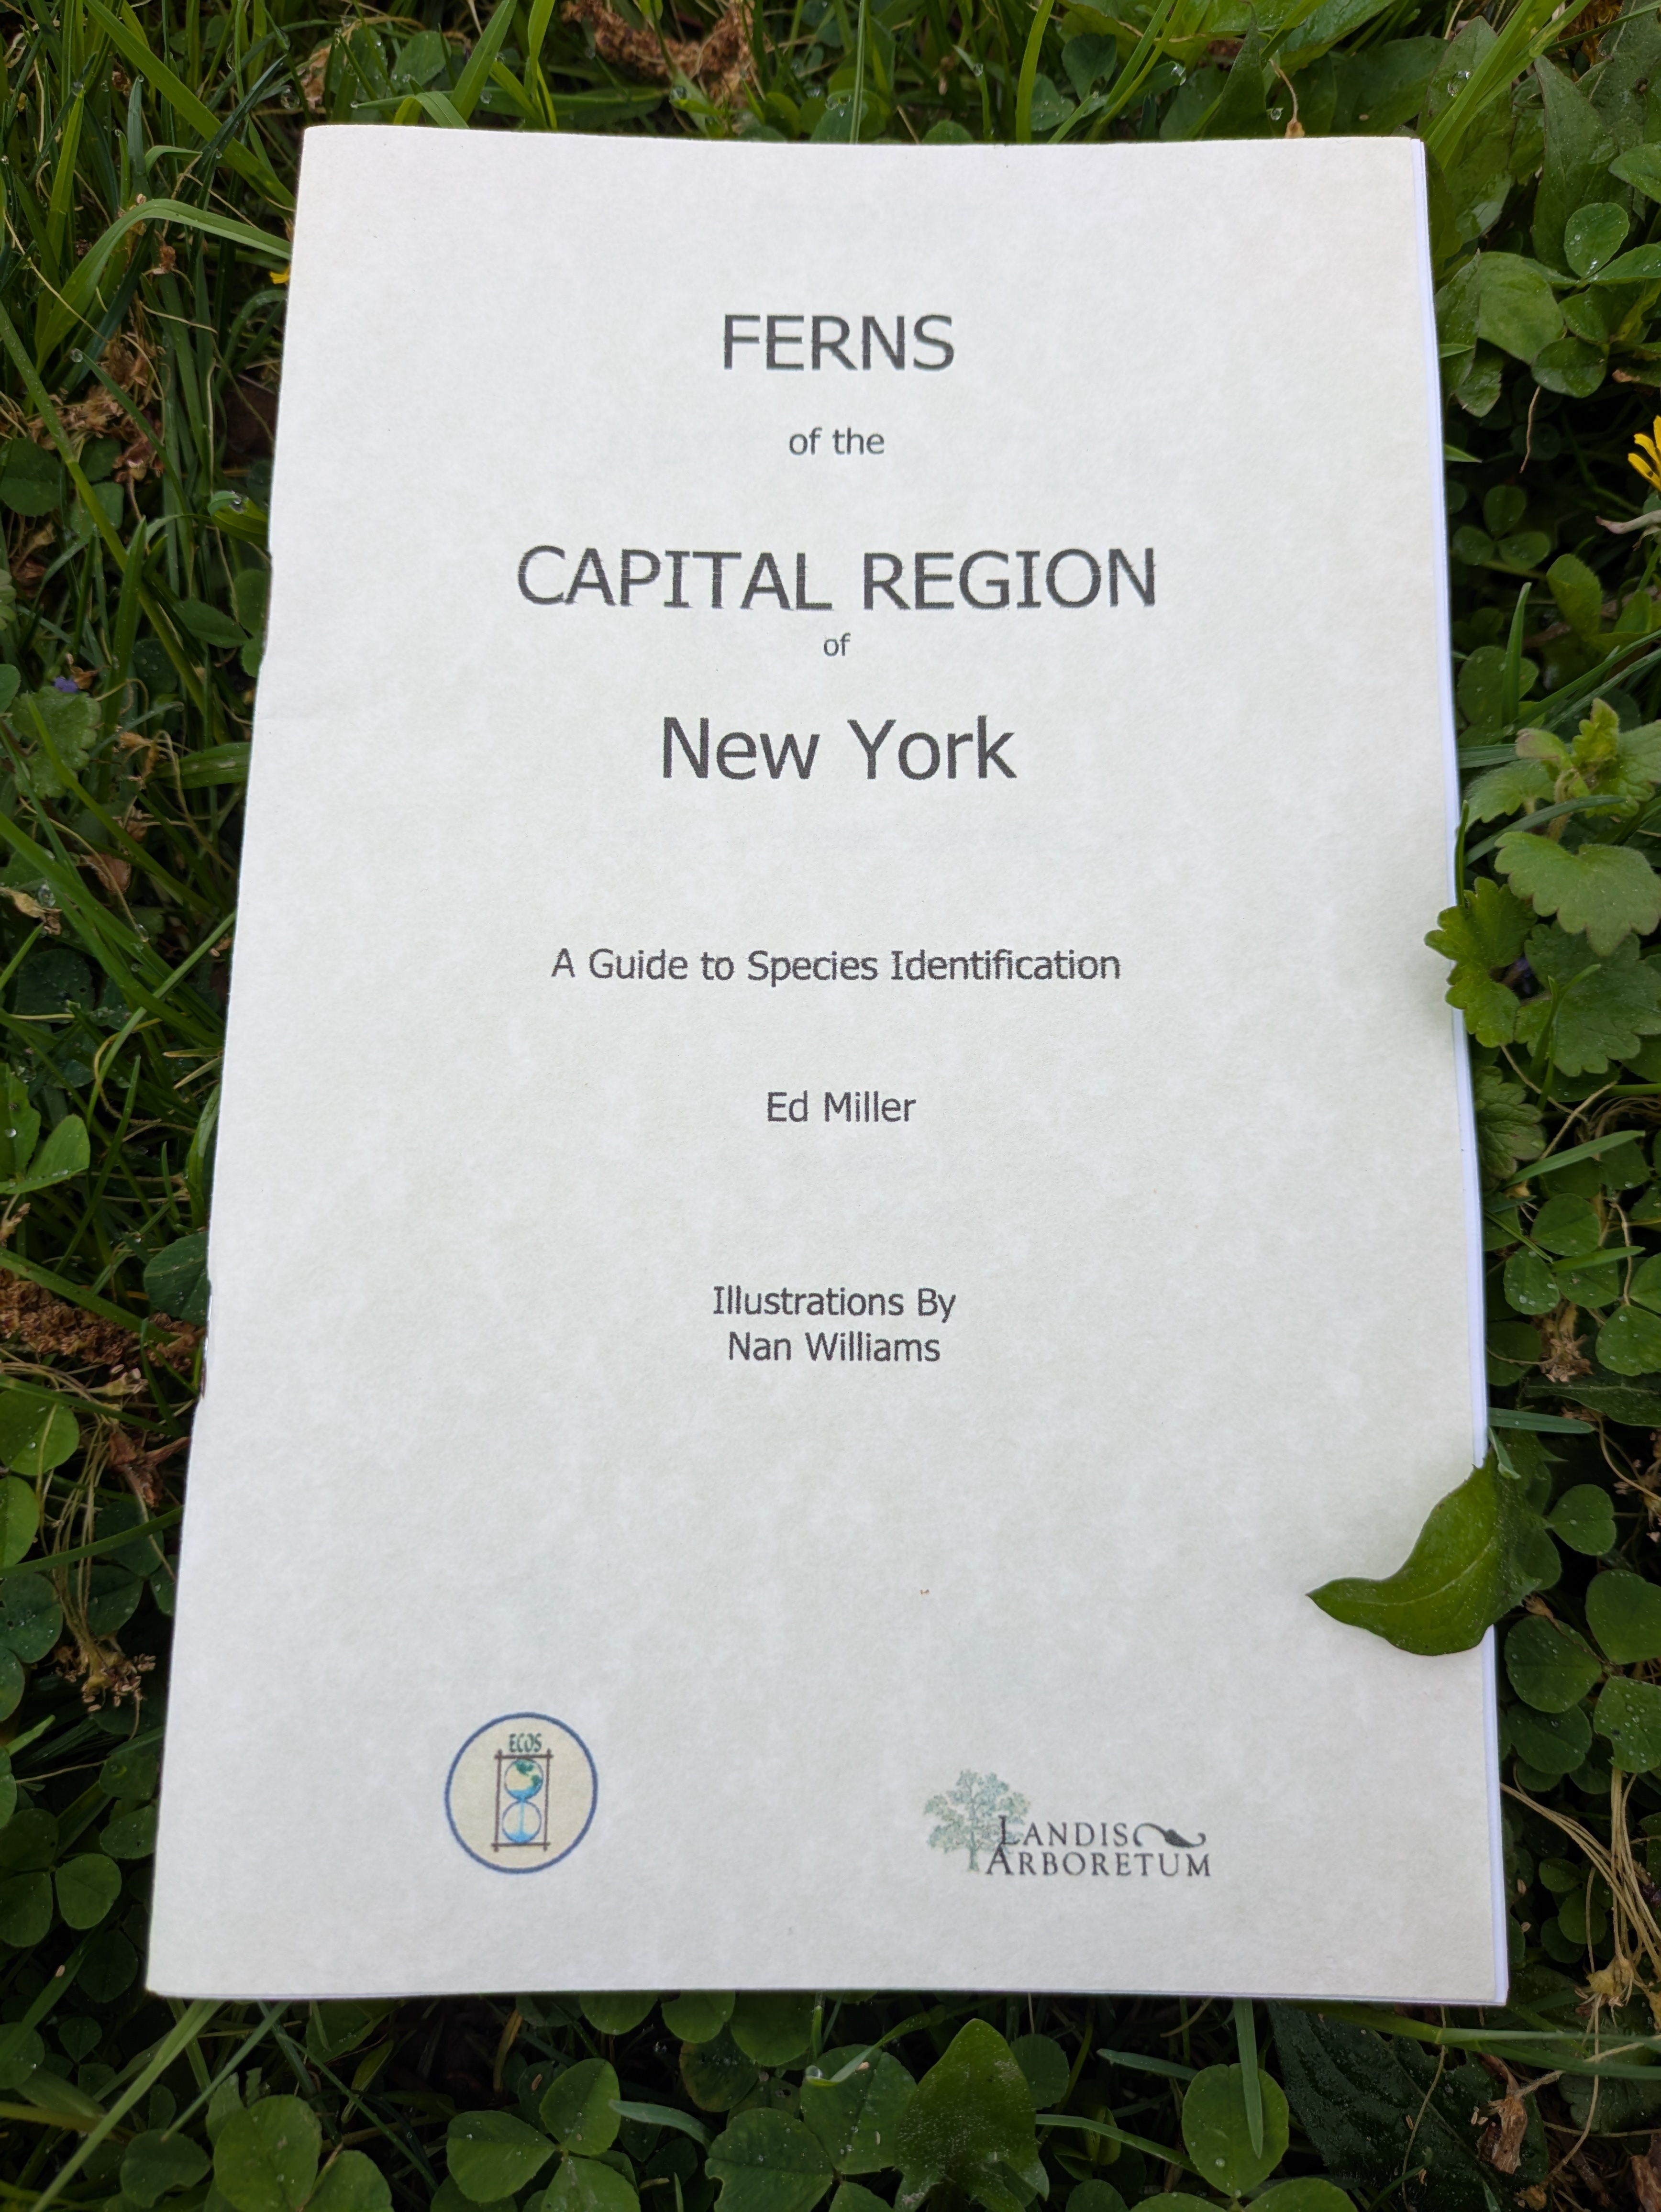 FERNS
of the
CAPITAL REGION
of
New York
A Guide to Species Identification
Ed Miller
Illustrations By
Nan Williams
ECOS
LANDIS
ARBORETUM